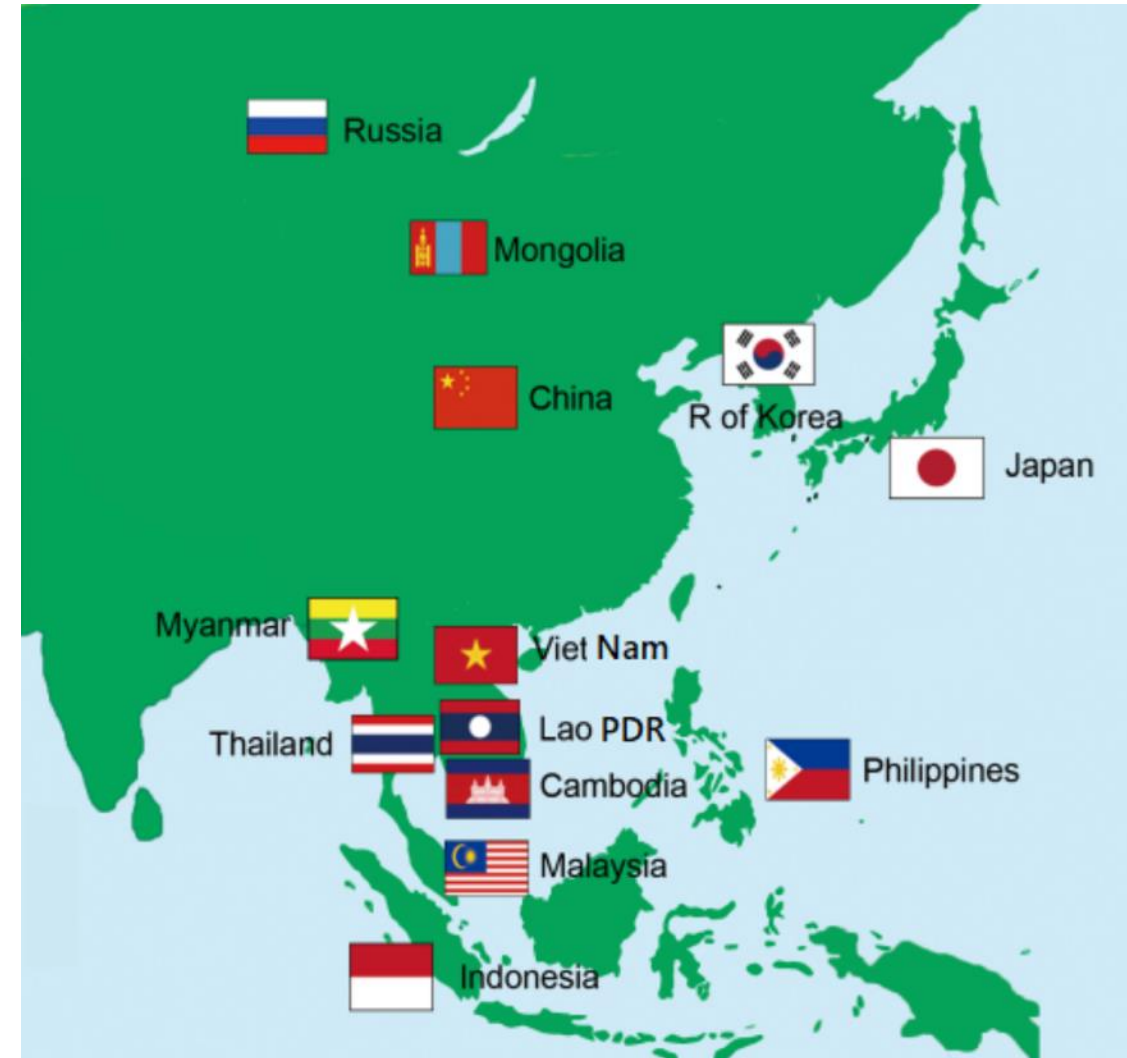 Russia
Mongolia
China
R of Korea
Japan
Myanmar
Viet Nam
Lao PDR
Thailand
Cambodia
Philippines
Malaysia
Indonesia